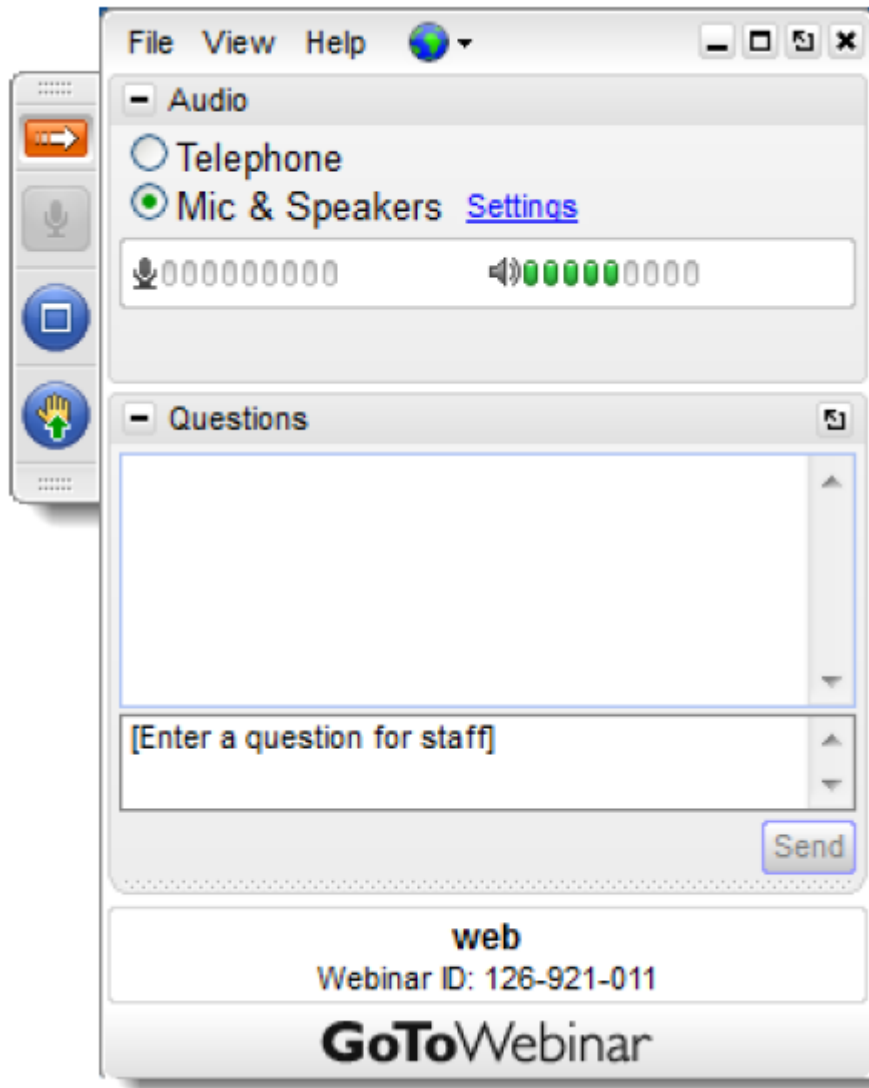 File View Help
Audio
Telephone
Mic & Speakers Settings
Questions
[Enter a question for staff]
Send
web
Webinar ID: 126-921-011
GoToWebinar